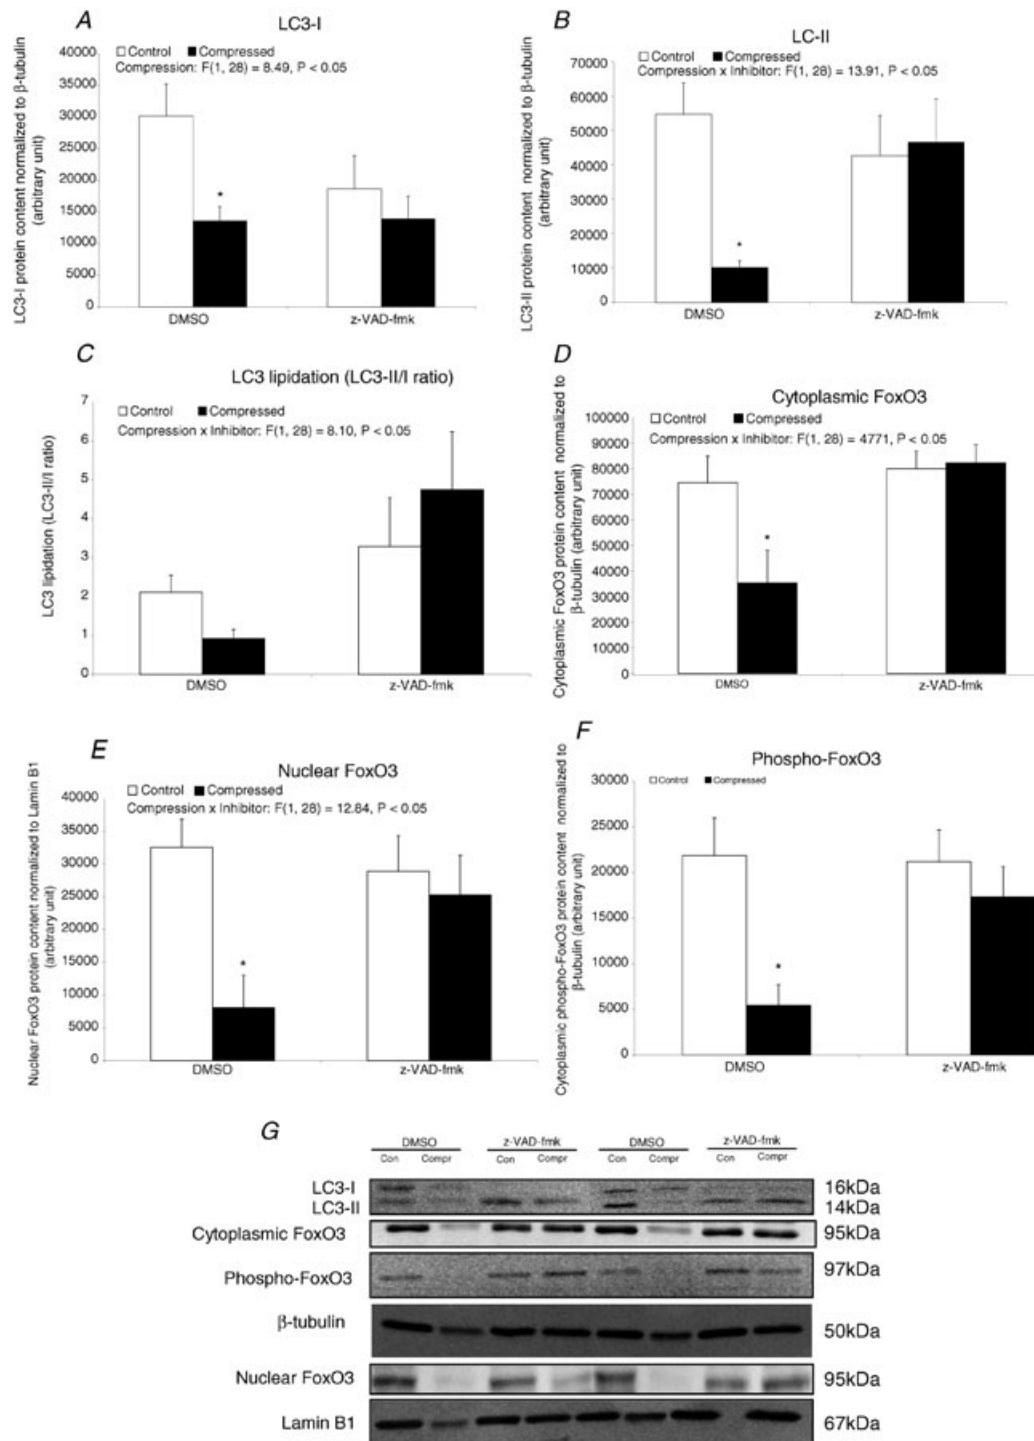 A
LC3-I
LC3-I protein content normalized to β-tubulin
(arbitrary unit)
40000
35000
30000
25000
20000
15000
10000
5000
0
Control Compressed
Compression: F(1, 28) = 8.49, P < 0.05
*
DMSO z-VAD-fmk
B
LC-II
LC3-II protein content normalized to β-tubulin
(arbitrary unit)
70000
60000
50000
40000
30000
20000
10000
0
Control Compressed
Compression x Inhibitor: F(1, 28) = 13.91, P < 0.05
*
DMSO z-VAD-fmk
C
LC3 lipidation (LC3-II/I ratio)
LC3 lipidation (LC3-II/I ratio)
7
6
5
4
3
2
1
0
Control Compressed
Compression x Inhibitor: F(1, 28) = 8.10, P < 0.05
DMSO z-VAD-fmk
D
Cytoplasmic FoxO3
Cytoplasmic FoxO3 protein content normalized to
β-tubulin (arbitrary unit)
100000
90000
80000
70000
60000
50000
40000
30000
20000
10000
0
Control Compressed
Compression x Inhibitor: F(1, 28) = 4771, P < 0.05
*
DMSO z-VAD-fmk
E
Nuclear FoxO3
Nuclear FoxO3 protein content normalized to Lamin B1
(arbitrary unit)
40000
35000
30000
25000
20000
15000
10000
5000
0
Control Compressed
Compression x Inhibitor: F(1, 28) = 12.84, P < 0.05
*
DMSO z-VAD-fmk
F
Phospho-FoxO3
Cytoplasmic phospho-FoxO3 protein content normalized to
β-tubulin (arbitrary unit)
30000
25000
20000
15000
10000
5000
0
Control Compressed
*
DMSO z-VAD-fmk
G
DMSO z-VAD-fmk DMSO z-VAD-fmk
Con Compr Con Compr Con Compr Con Compr
LC3-I 16kDa
LC3-II 14kDa
Cytoplasmic FoxO3 95kDa
Phospho-FoxO3 97kDa
β-tubulin 50kDa
Nuclear FoxO3 95kDa
Lamin B1 67kDa